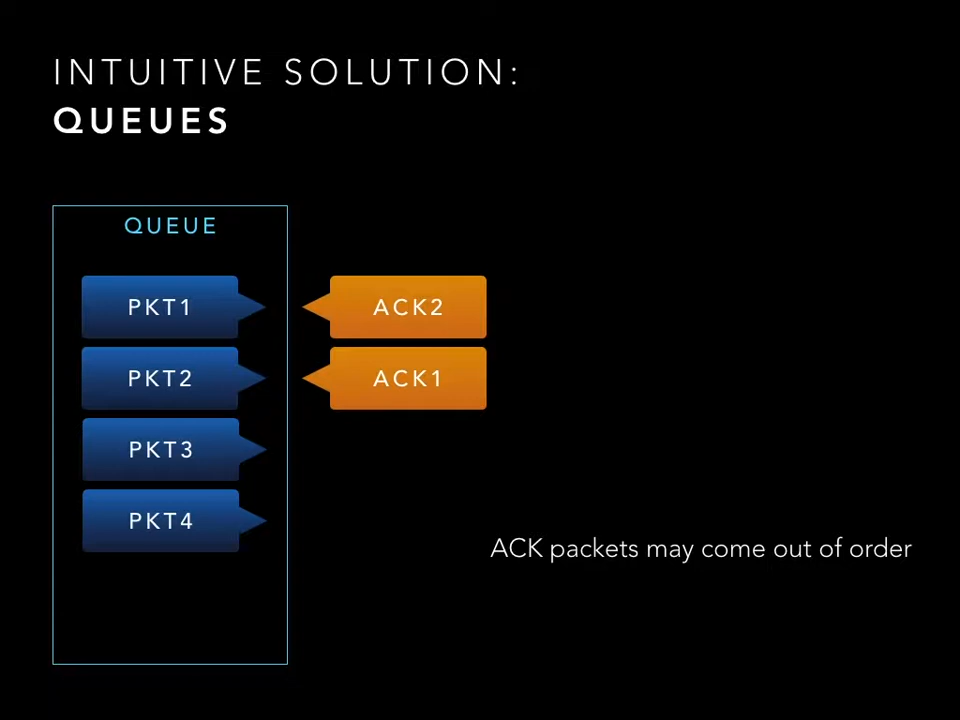 INTUITIVE SOLUTION:
QUEUES
QUEUE
PKT1
ACK2
PKT2
ACK1
PKT3
PKT4
ACK packets may come out of order